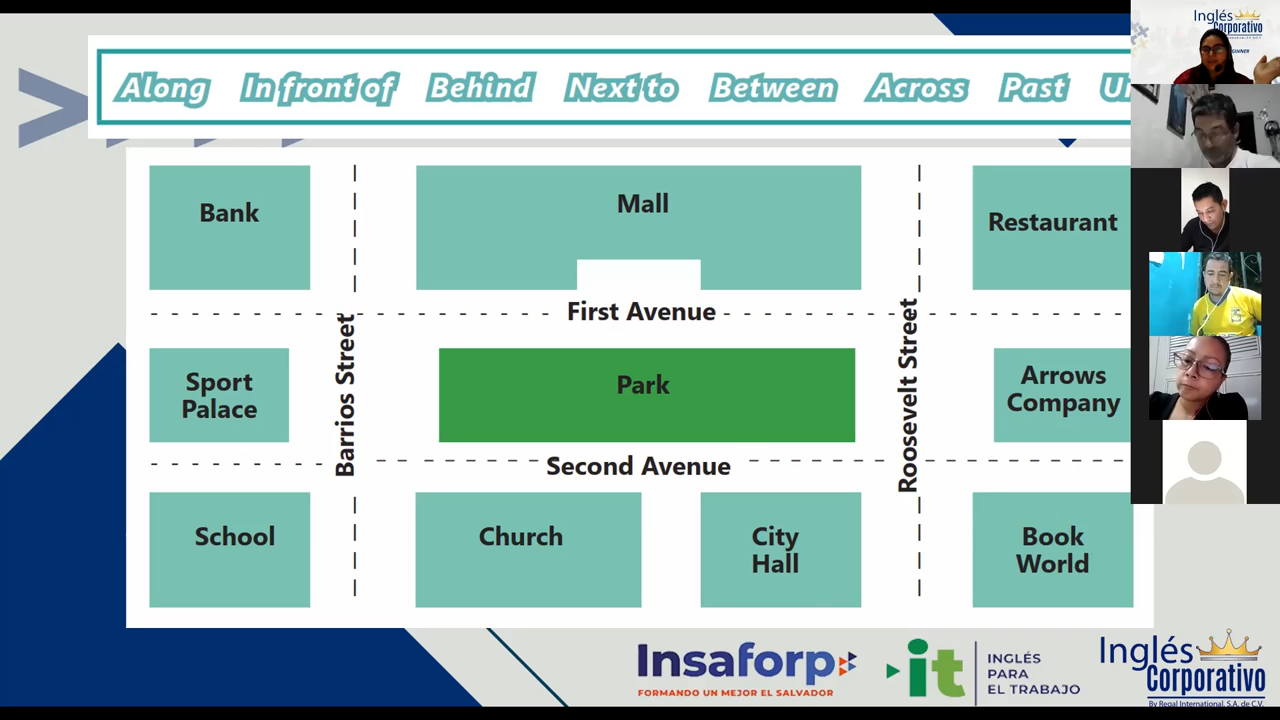 Along In front of Behind Next to Between Across Past
Bank
Mall
Restaurant
First Avenue
Barrios Street
Roosevelt Street
Sport
Palace
Park
Arrows
Company
Second Avenue
School
Church
City
Hall
Book
World
Insaforp
FORMANDO UN MEJOR EL SALVADOR
it
INGLÉS
PARA
EL TRABAJO
Inglés
Corporativo
By Regal International, S.A. de C.V.
Inglés
Corporativo